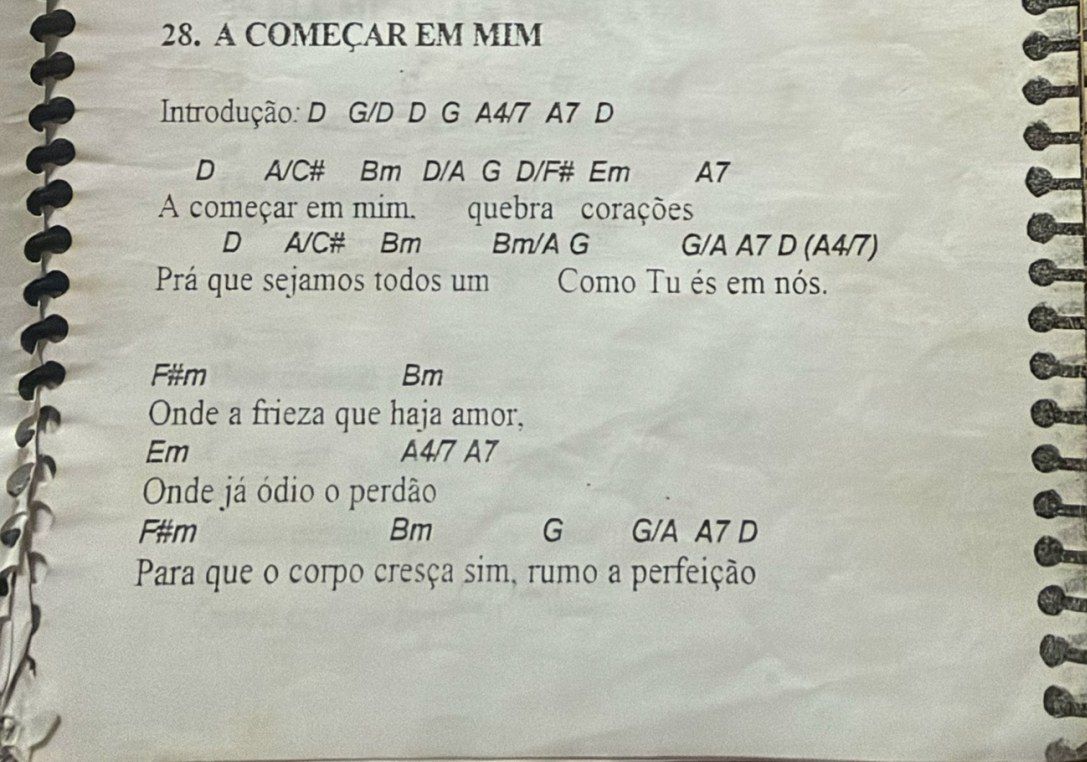 28. A COMEÇAR EM MIM
Introdução: D G/D D G A4/7 A7 D
D A/C# Bm D/A G D/F# Em A7
A começar em mim. quebra corações
D A/C# Bm Bm/A G G/A A7 D (A4/7)
Prá que sejamos todos um Como Tu és em nós.
F#m Bm
Onde a frieza que haja amor,
Em A4/7 A7
Onde já ódio o perdão
F#m Bm G G/A A7 D
Para que o corpo cresça sim, rumo a perfeição